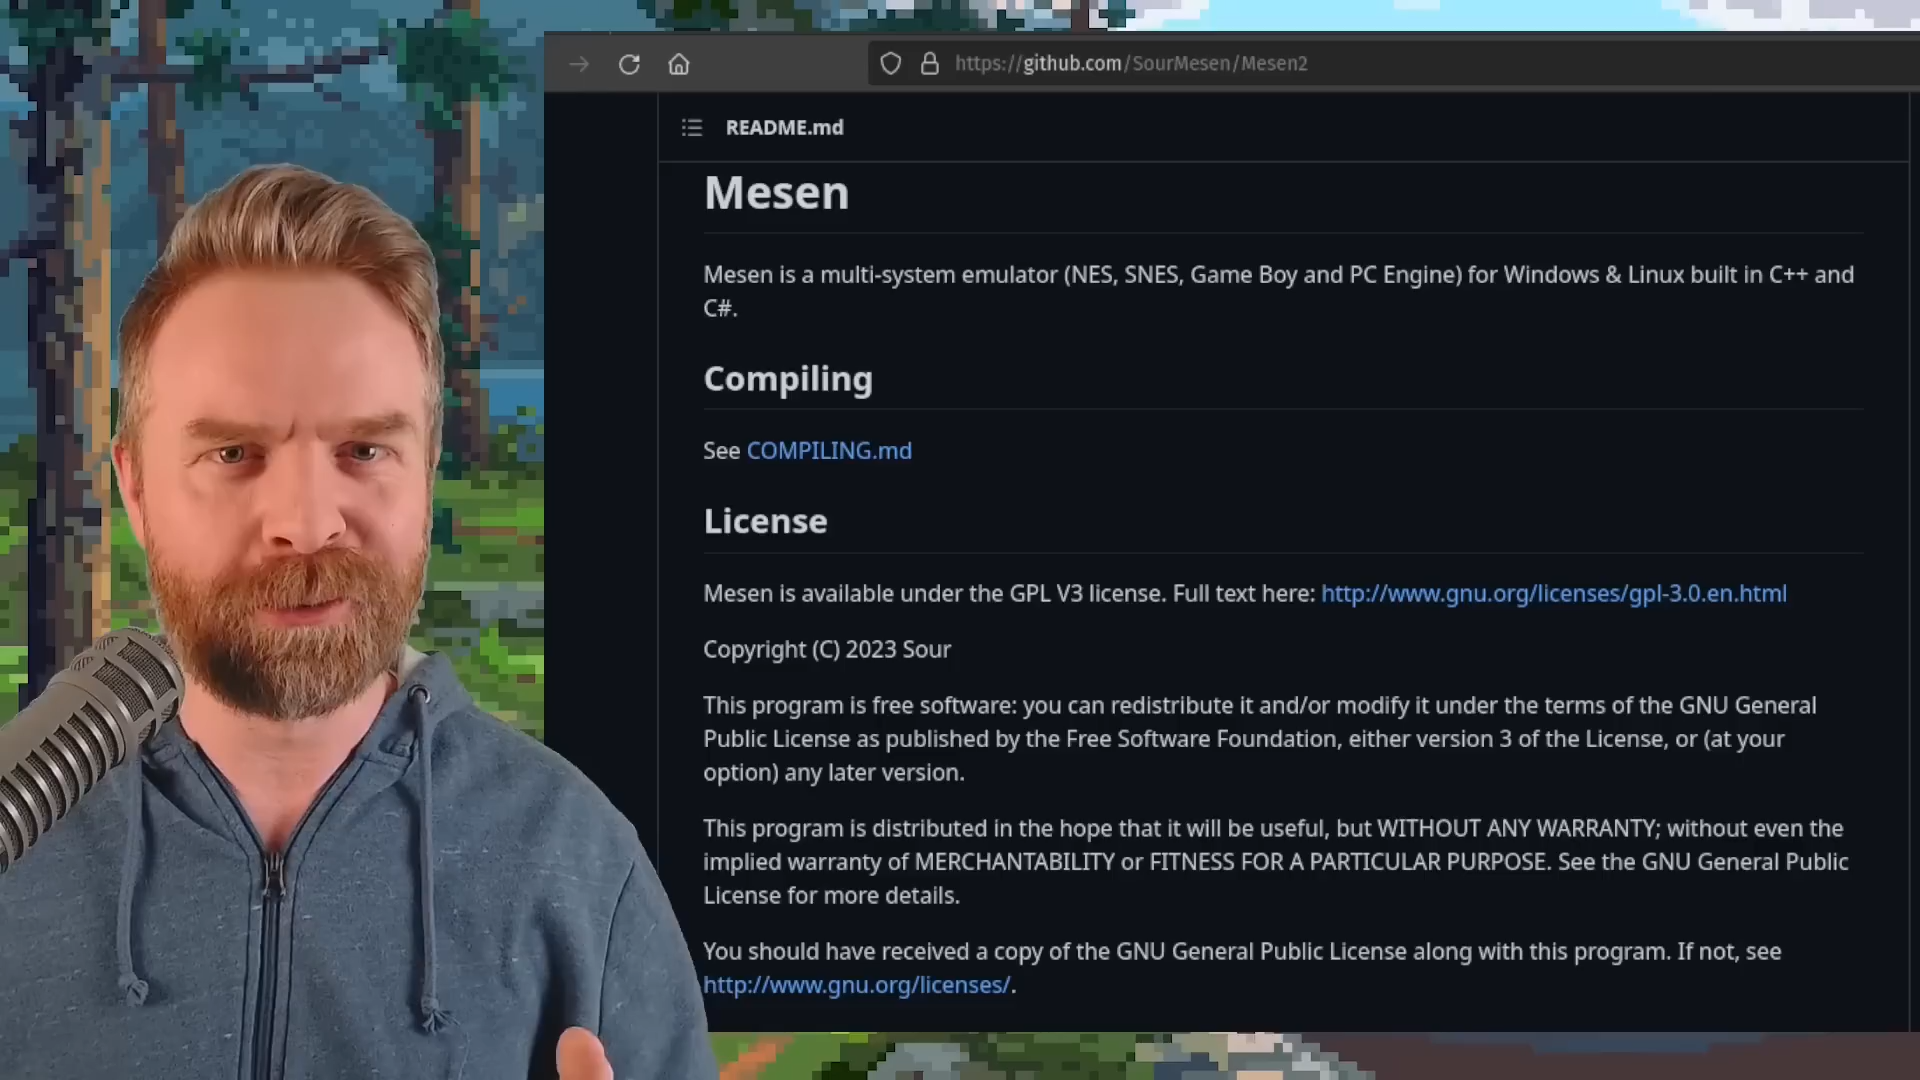 https://github.com/SourMesen/Mesen2
README.md
Mesen
Mesen is a multi-system emulator (NES, SNES, Game Boy and PC Engine) for Windows & Linux built in C++ and
C#.
Compiling
See COMPILING.md
License
Mesen is available under the GPL V3 license. Full text here: http://www.gnu.org/licenses/gpl-3.0.en.html
Copyright (C) 2023 Sour
This program is free software: you can redistribute it and/or modify it under the terms of the GNU General
Public License as published by the Free Software Foundation, either version 3 of the License, or (at your
option) any later version.
This program is distributed in the hope that it will be useful, but WITHOUT ANY WARRANTY; without even the
implied warranty of MERCHANTABILITY or FITNESS FOR A PARTICULAR PURPOSE. See the GNU General Public
License for more details.
You should have received a copy of the GNU General Public License along with this program. If not, see
http://www.gnu.org/licenses/.